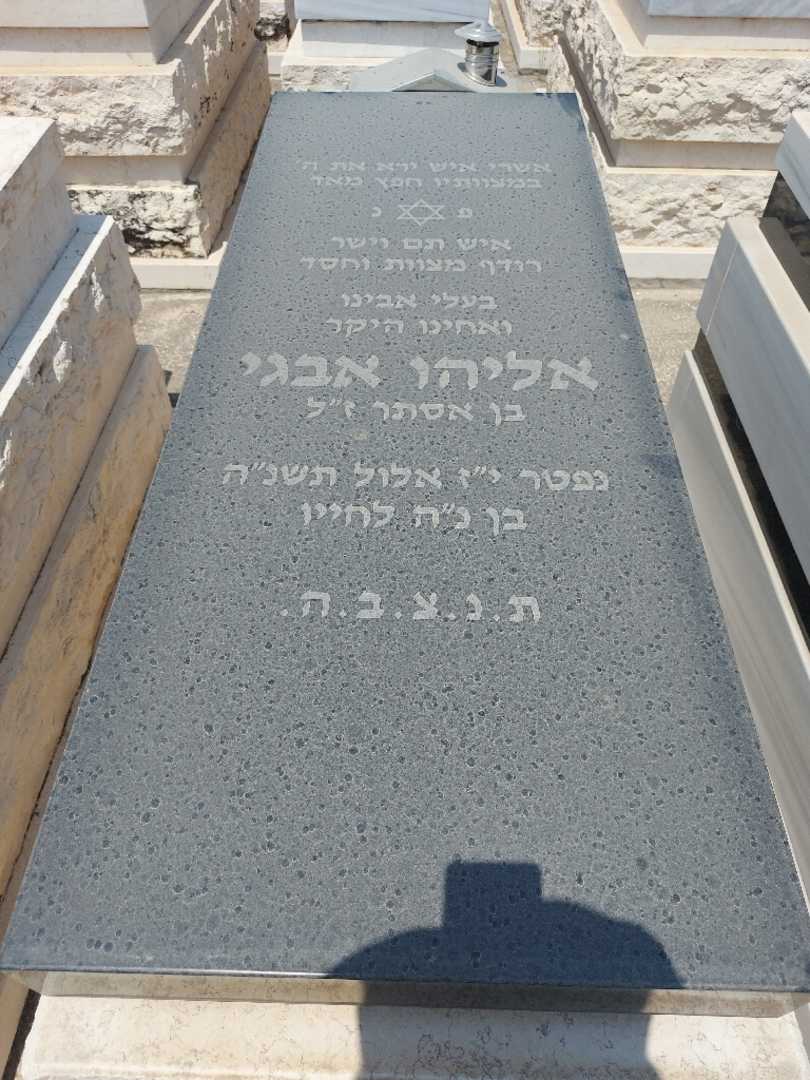 אשרי איש ירא את ה'
במצוותיו חפץ מאד
פ נ
איש תם וישר
רודף מצוות וחסד
בעלי אבינו
ואחינו היקר
אליהו אבגי
בן אסתר ז"ל
נפטר י"ז אלול תשנ"ה
בן נ"ה לחייו
ת.נ.צ.ב.ה.